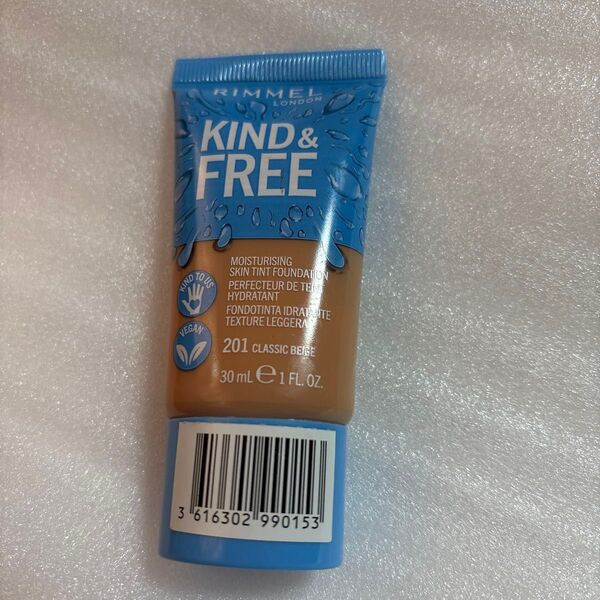 RIMMEL
LONDON
KIND &
FREE
MOISTURISING
SKIN TINT FOUNDATION
PERFECTEUR DE TEINT
HYDRATANT
FONDOTINTA IDRATANTE
TEXTURE LEGGERA
KIND TO US
VEGAN
201 CLASSIC BEIGE
30 mL ℮ 1 FL. OZ.
3 616302 990153